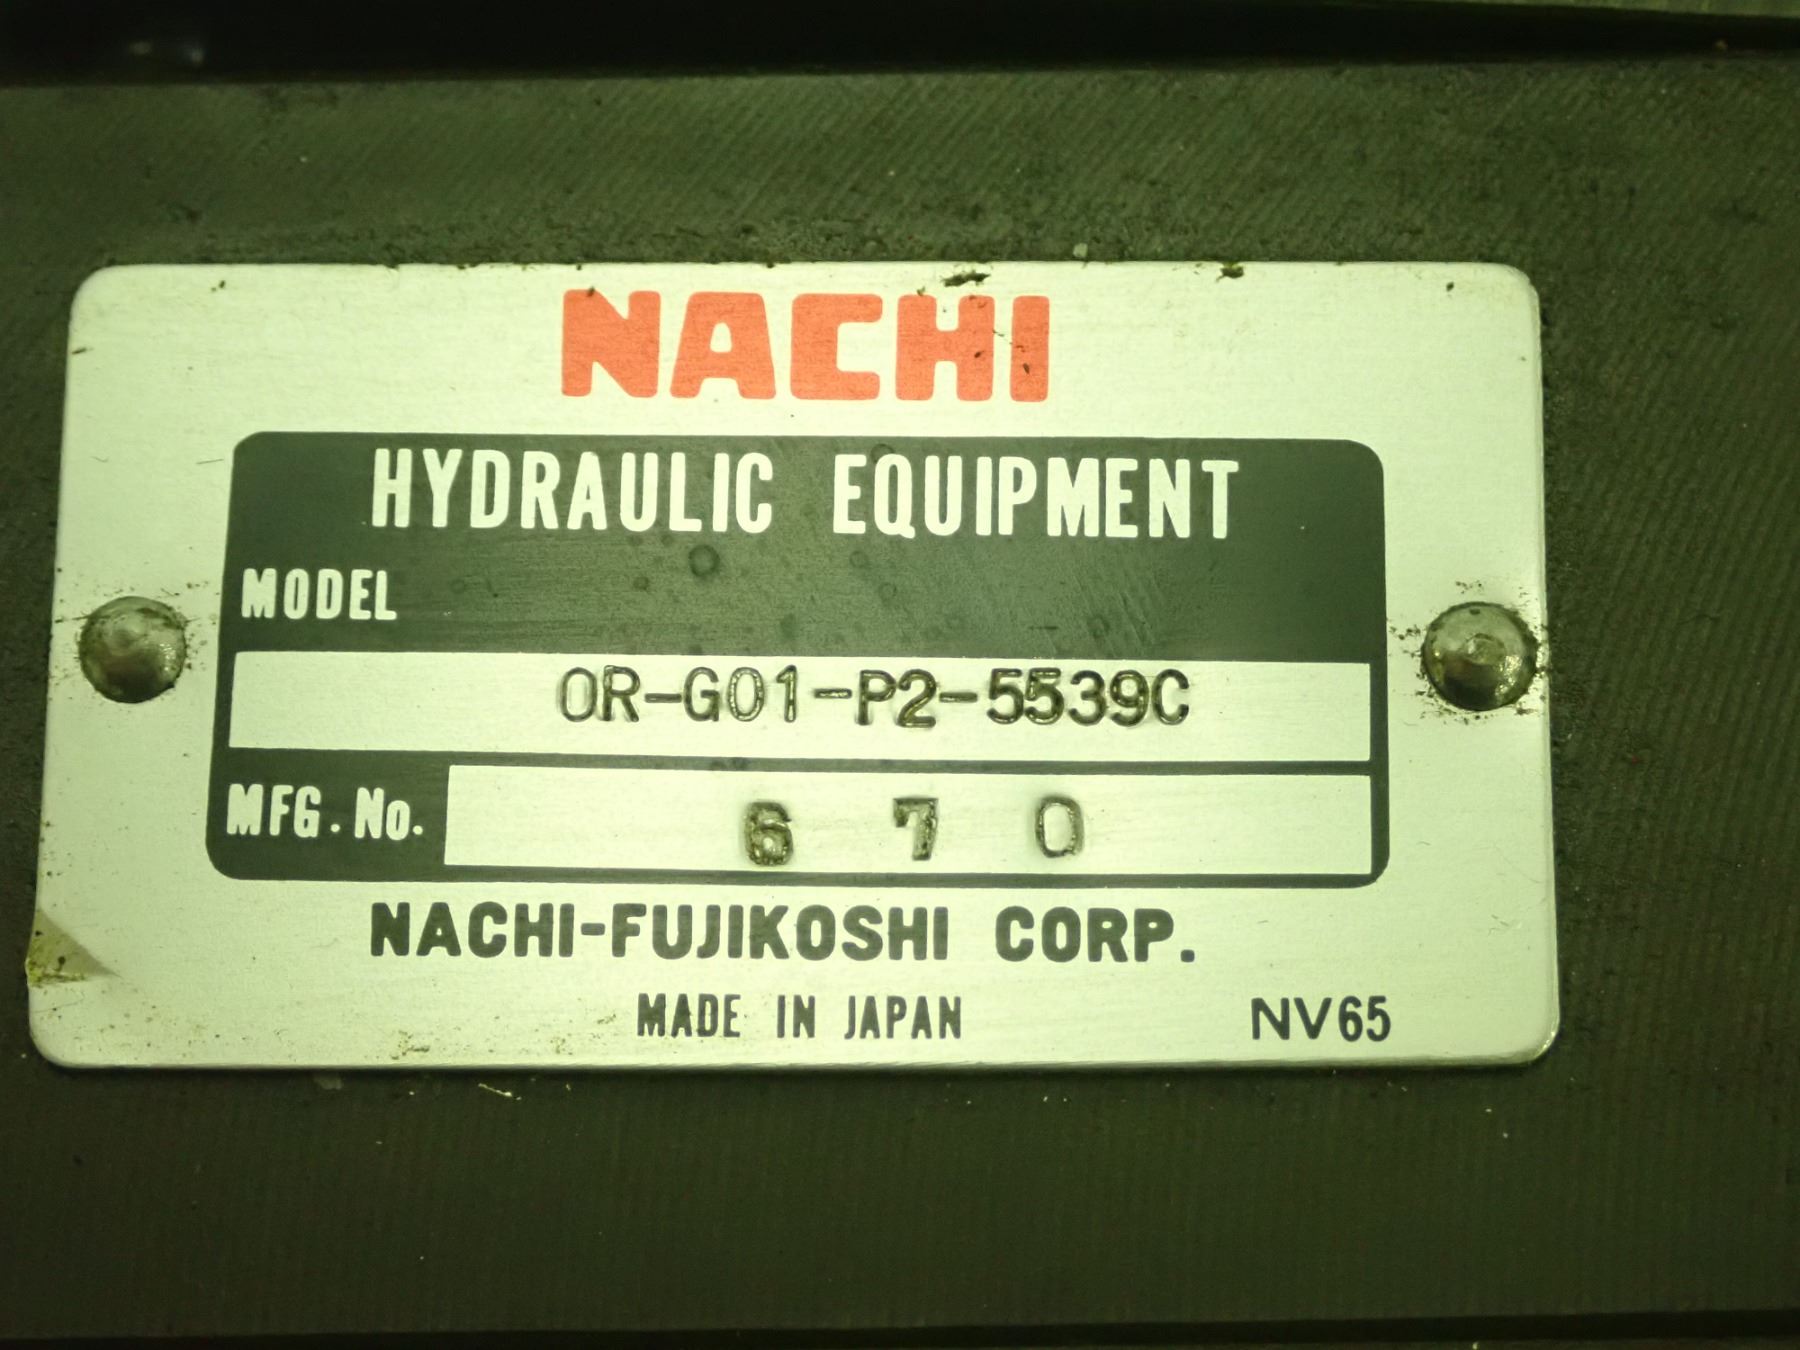 NACHI
HYDRAULIC EQUIPMENT
MODEL
OR-G01-P2-5539C
MFG. No. 6 7 0
NACHI-FUJIKOSHI CORP.
MADE IN JAPAN NV65